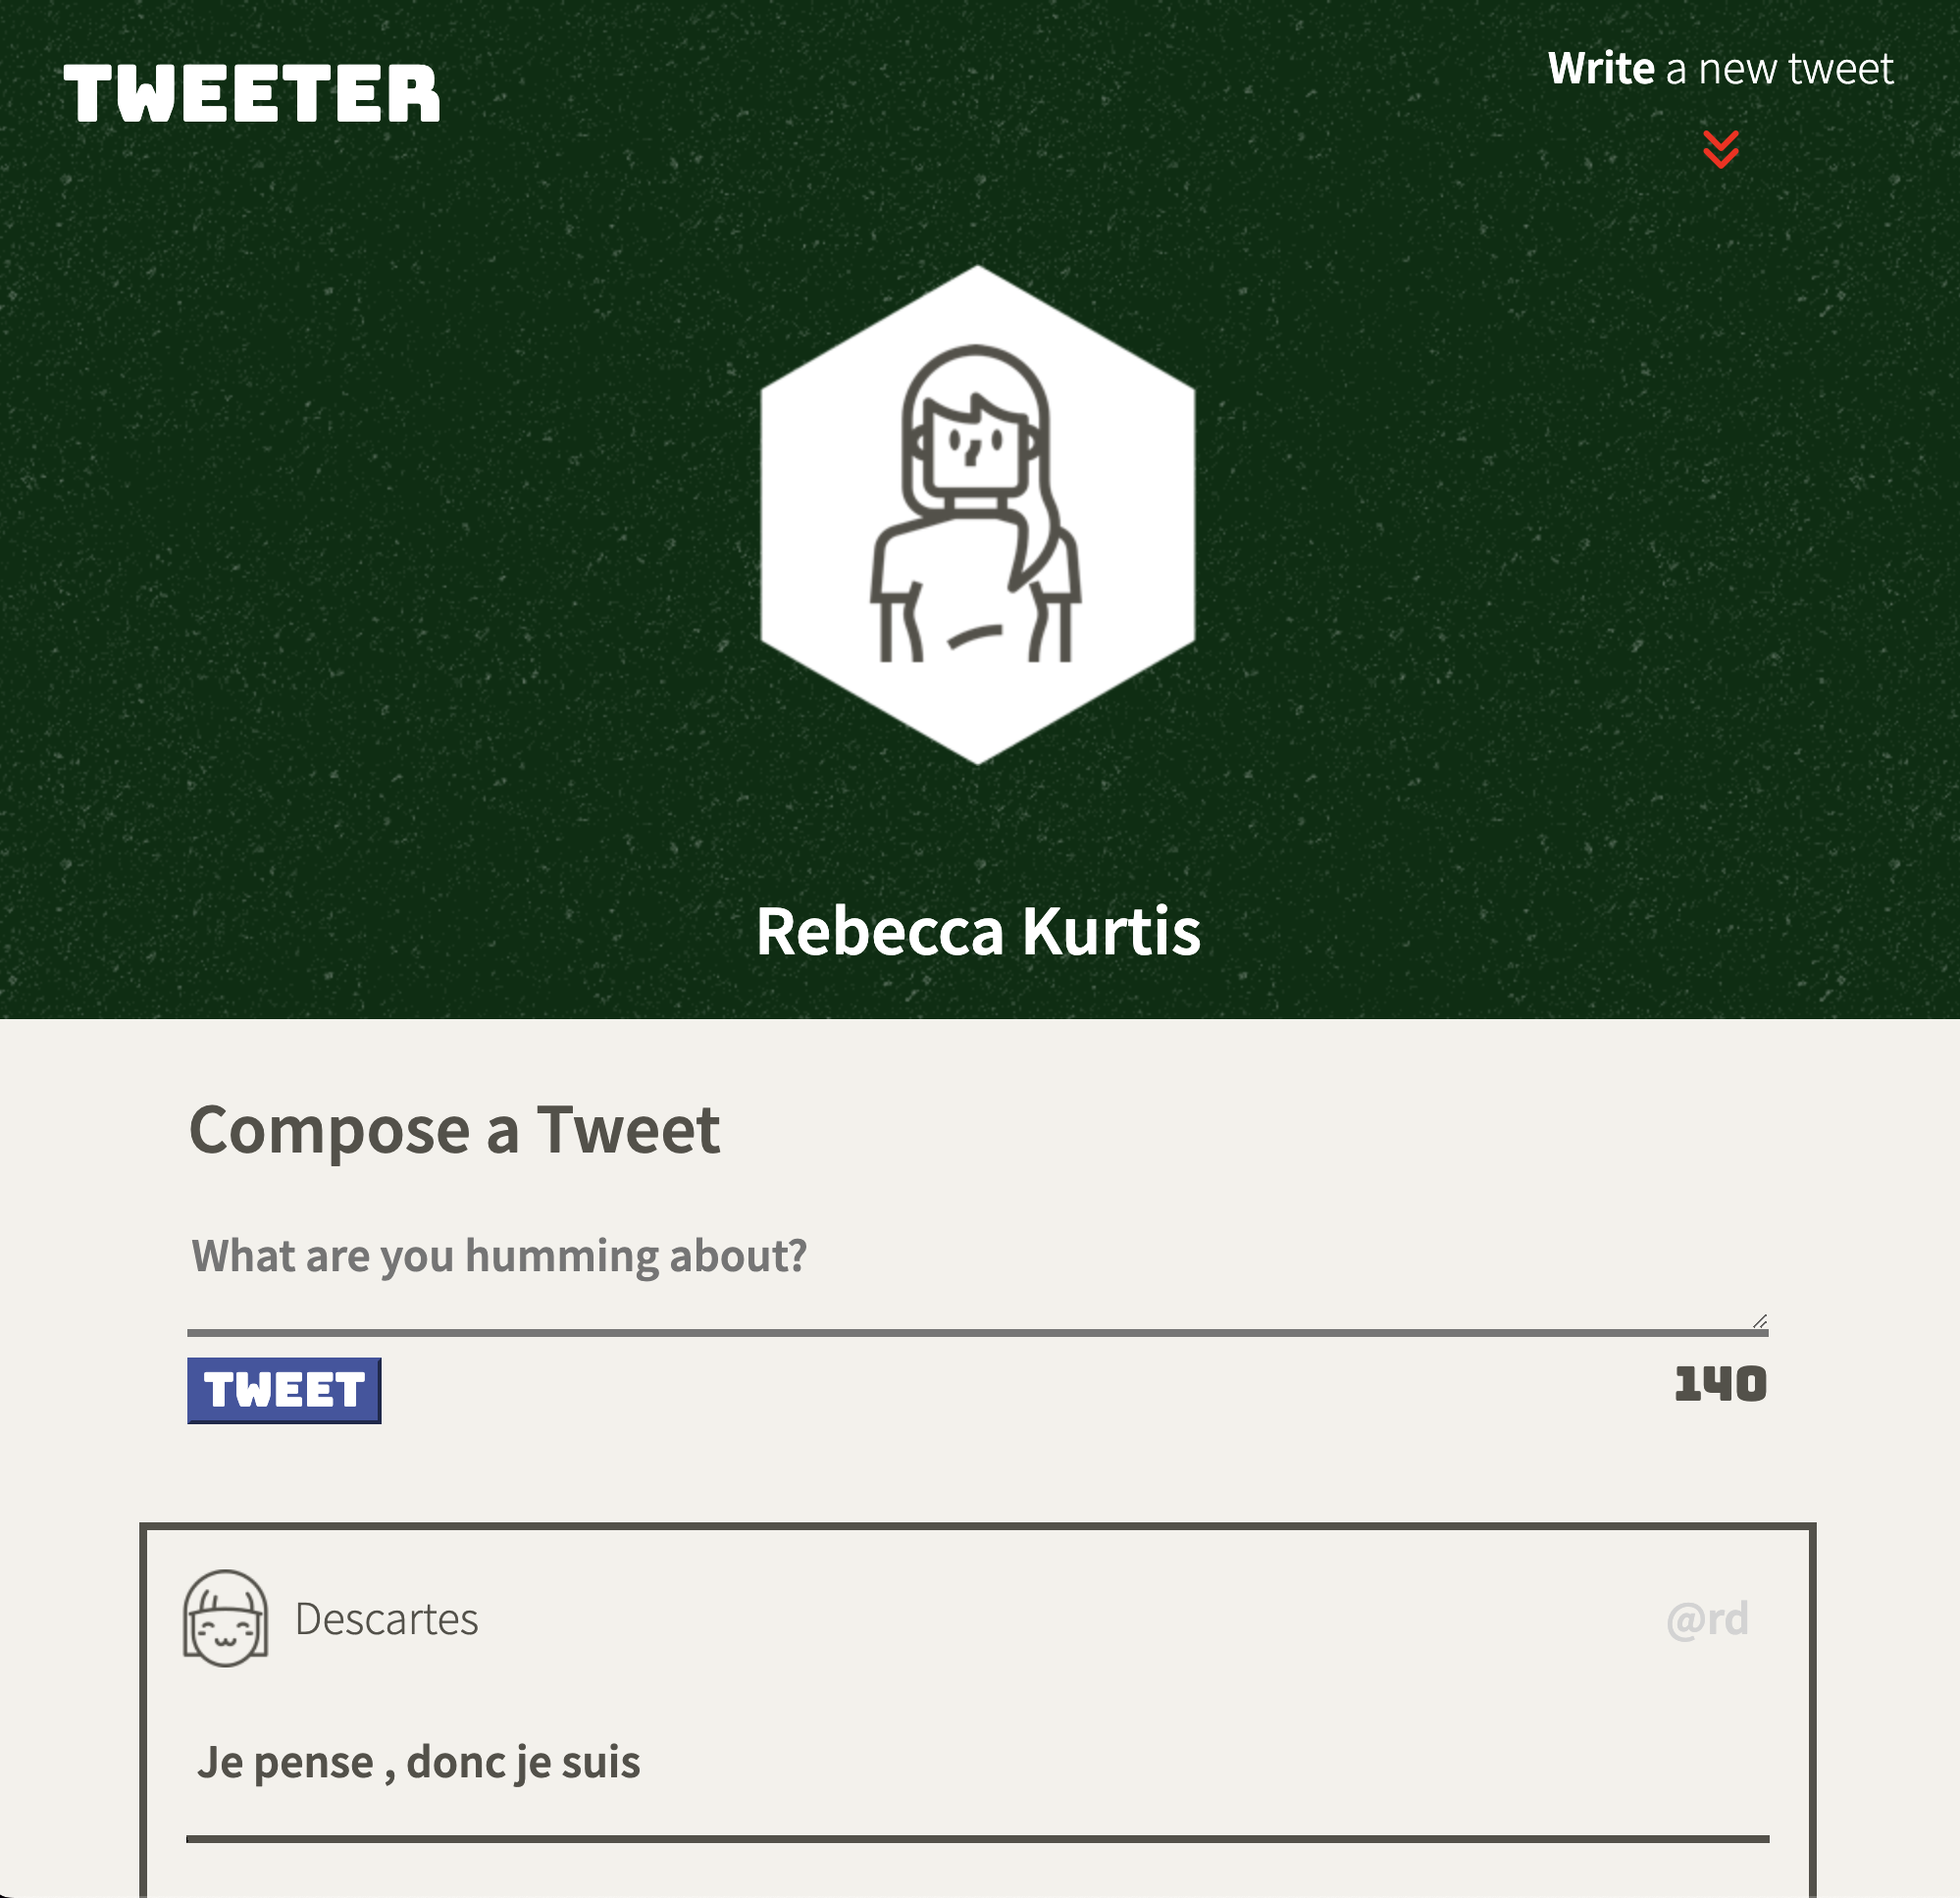 TWEETER
Write a new tweet
Rebecca Kurtis
Compose a Tweet
What are you humming about?
TWEET
140
Descartes
@rd
Je pense , donc je suis